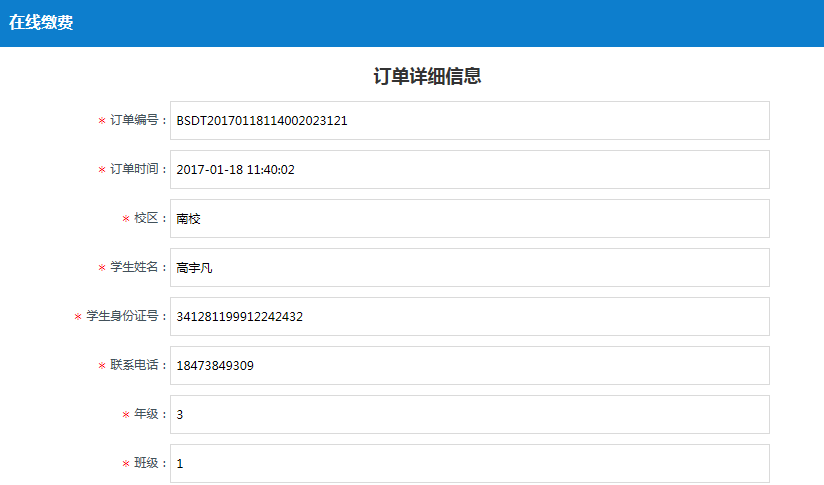 在线缴费
订单详细信息
* 订单编号： BSDT20170118114002023121
* 订单时间： 2017-01-18 11:40:02
* 校区： 南校
* 学生姓名： 高宇凡
* 学生身份证号： 341281199912242432
* 联系电话： 18473849309
* 年级： 3
* 班级： 1